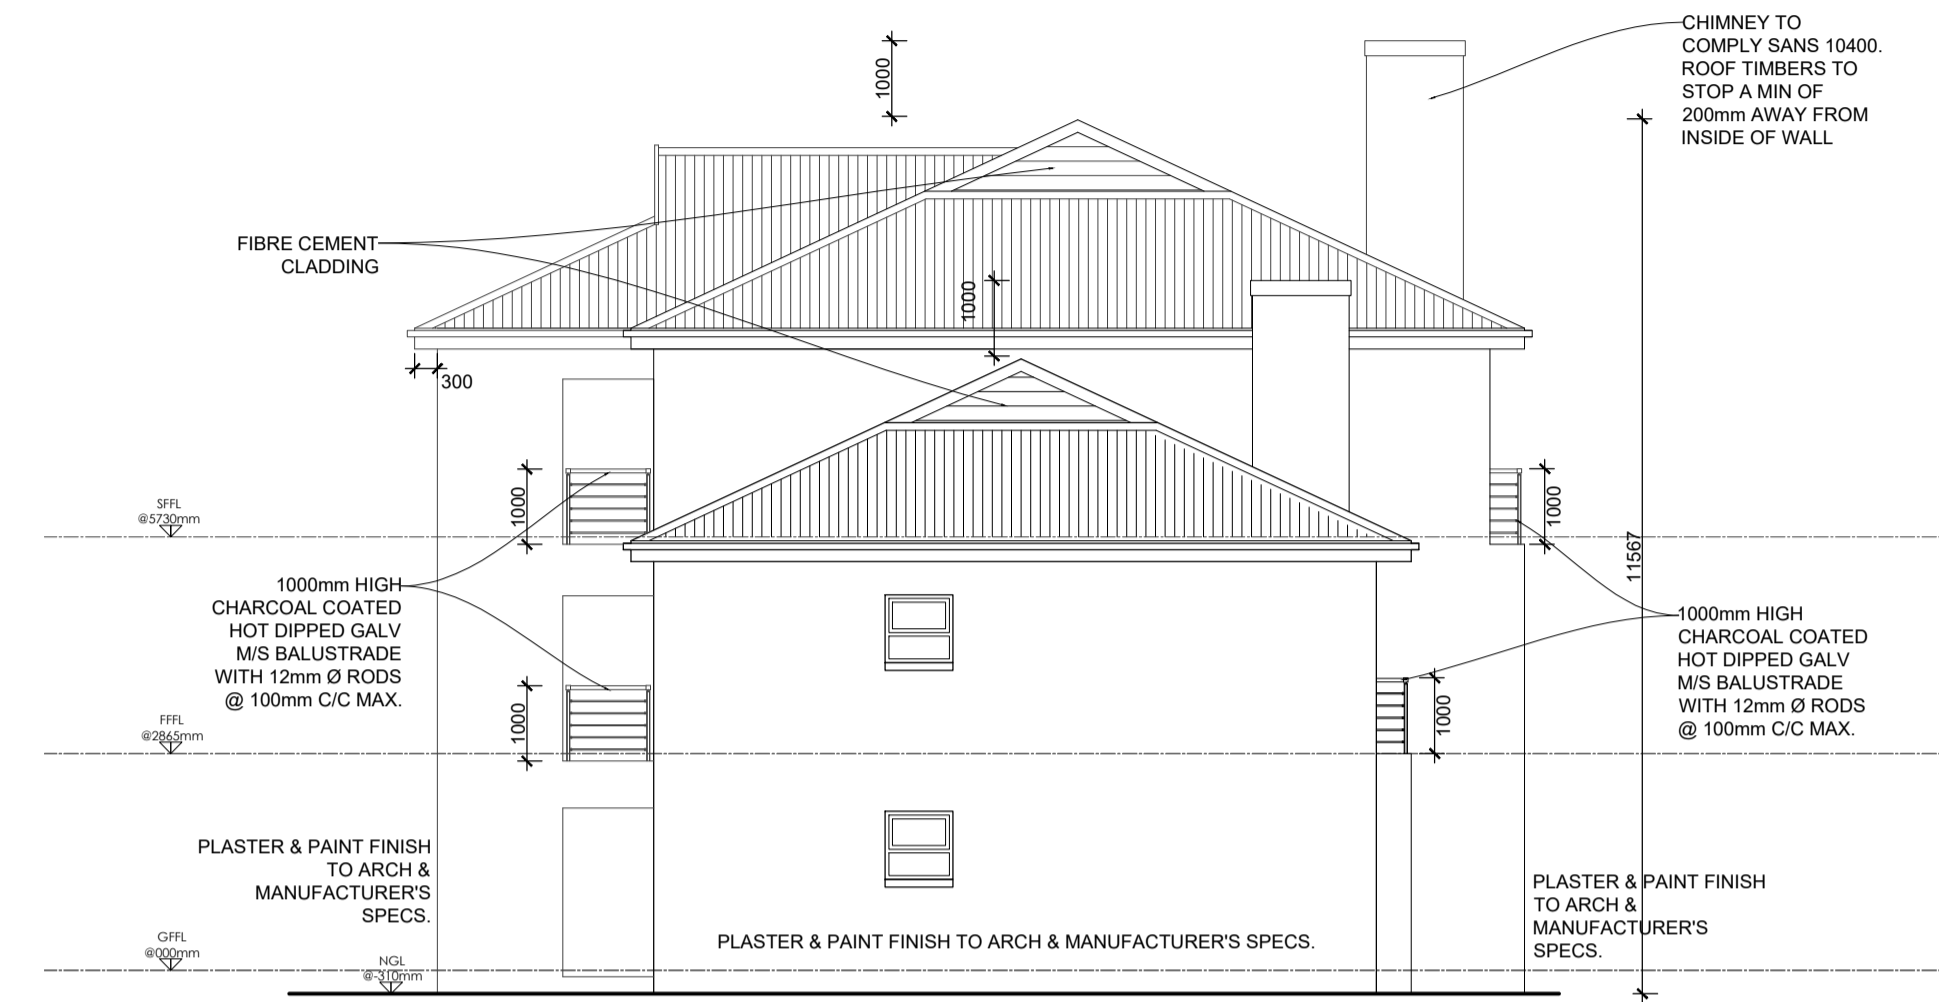 CHIMNEY TO
COMPLY SANS 10400.
ROOF TIMBERS TO
STOP A MIN OF
200mm AWAY FROM
INSIDE OF WALL
1000
FIBRE CEMENT
CLADDING
1000
300
SFFL
@5730mm
1000
1000
11567
1000mm HIGH
CHARCOAL COATED
HOT DIPPED GALV
M/S BALUSTRADE
WITH 12mm Ø RODS
@ 100mm C/C MAX.
1000mm HIGH
CHARCOAL COATED
HOT DIPPED GALV
M/S BALUSTRADE
WITH 12mm Ø RODS
@ 100mm C/C MAX.
FFFL
@2865mm
1000
1000
PLASTER & PAINT FINISH
TO ARCH &
MANUFACTURER'S
SPECS.
PLASTER & PAINT FINISH TO ARCH & MANUFACTURER'S SPECS.
PLASTER & PAINT FINISH
TO ARCH &
MANUFACTURER'S
SPECS.
GFFL
@000mm
NGL
@-310mm